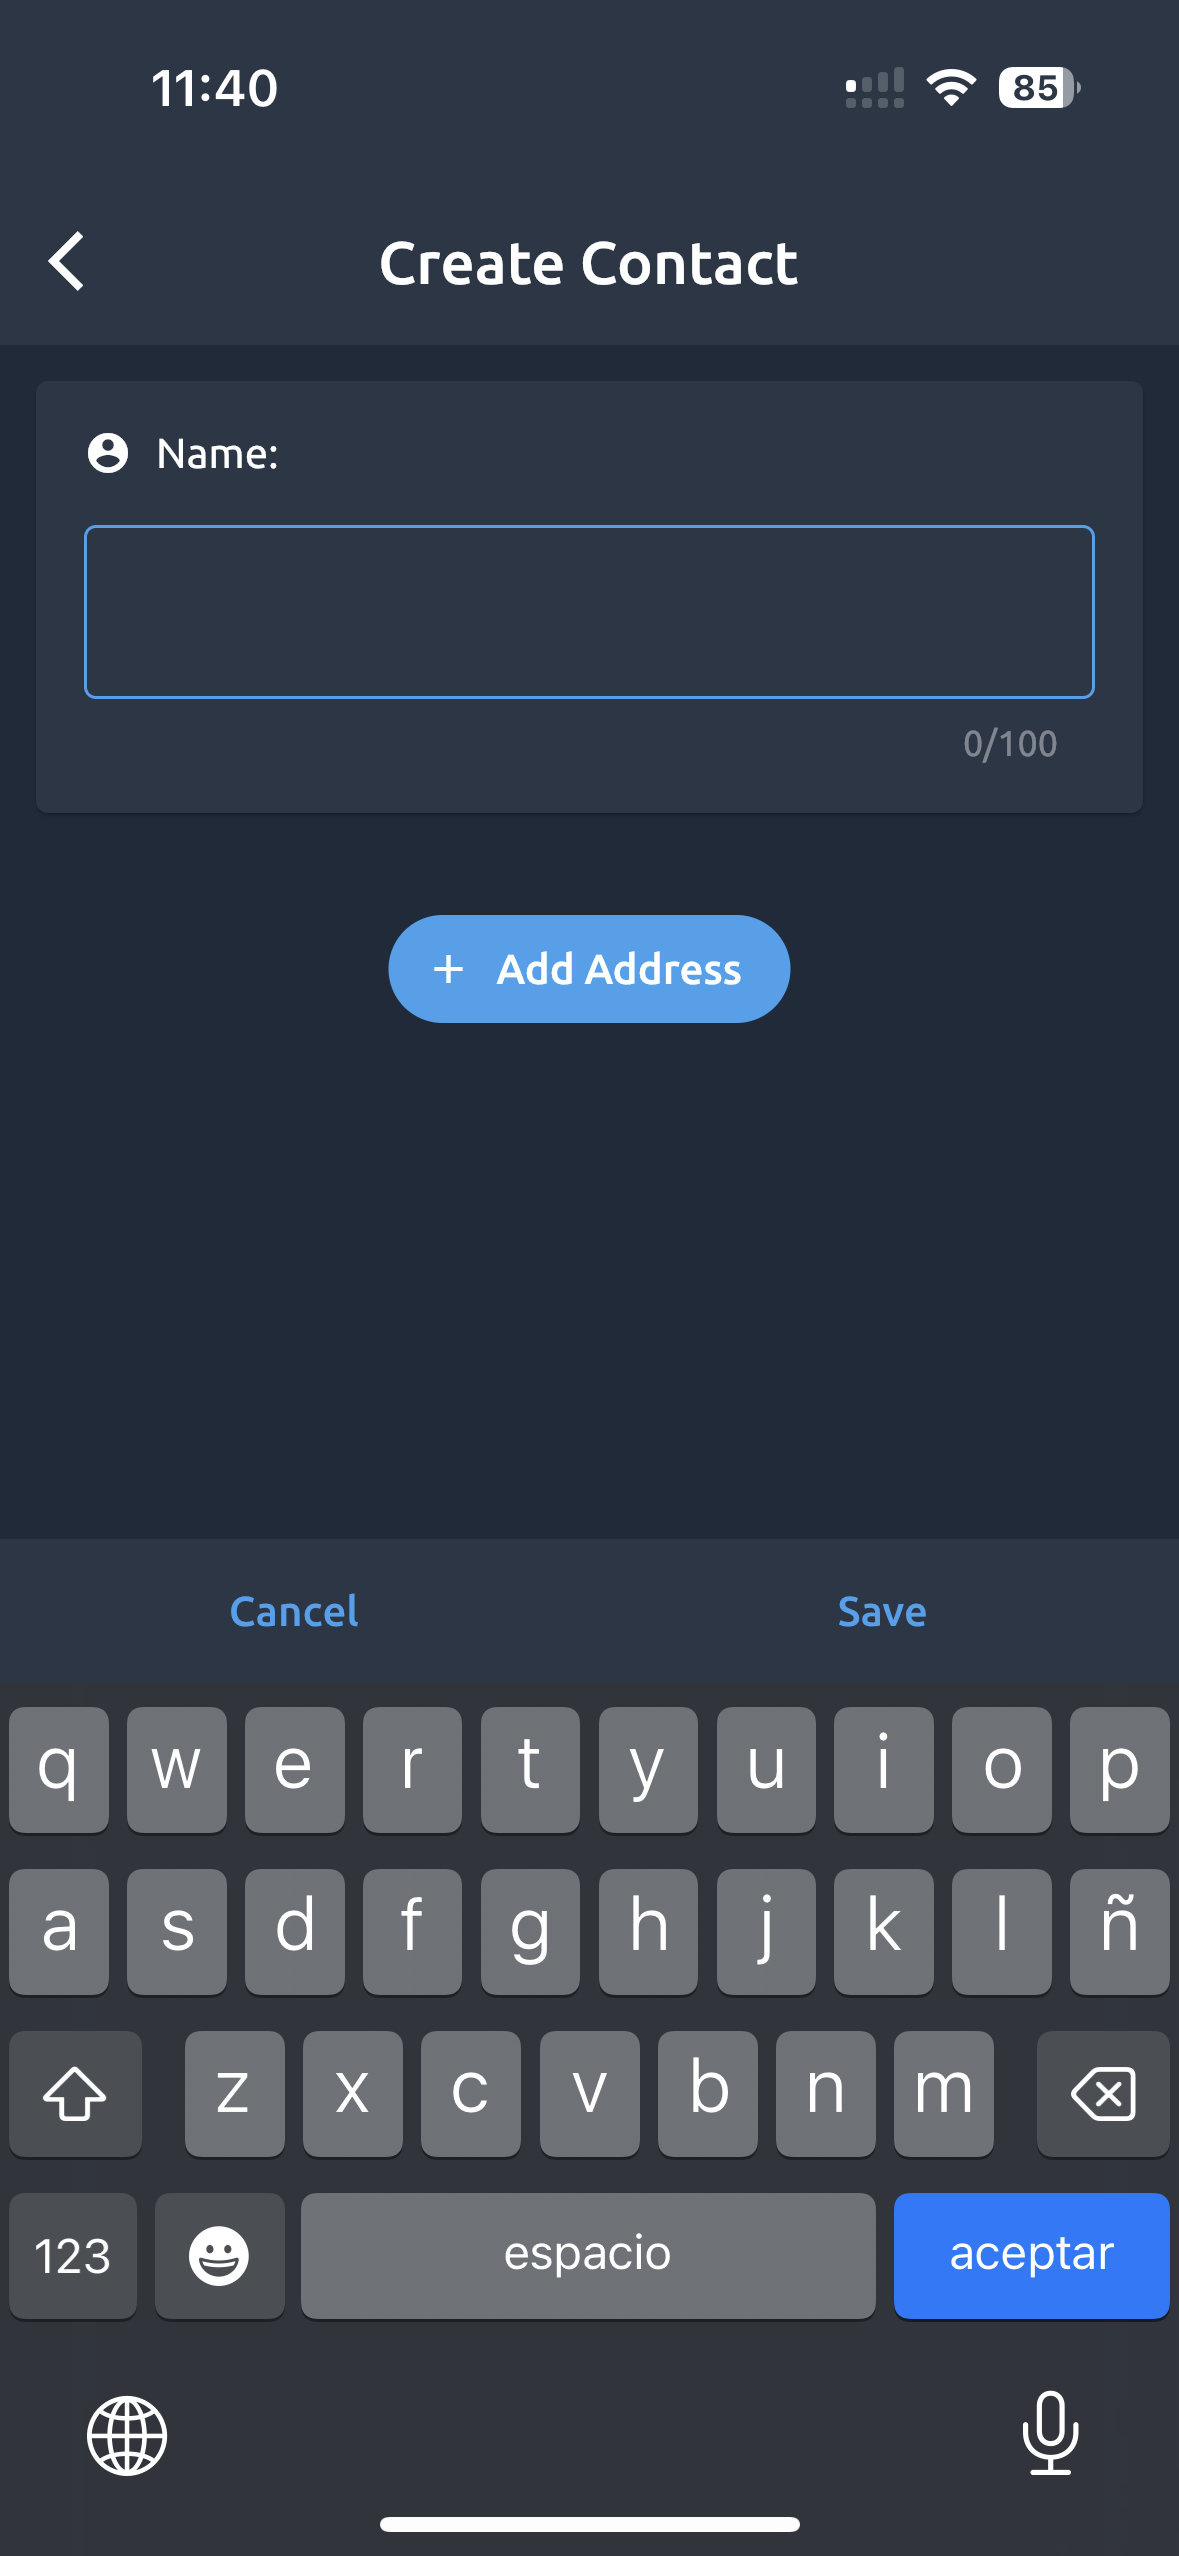 11:40
85
Create Contact
Name:
0/100
+ Add Address
Cancel
Save
q w e r t y u i o p
a s d f g h j k l ñ
z x c v b n m
123
espacio
aceptar